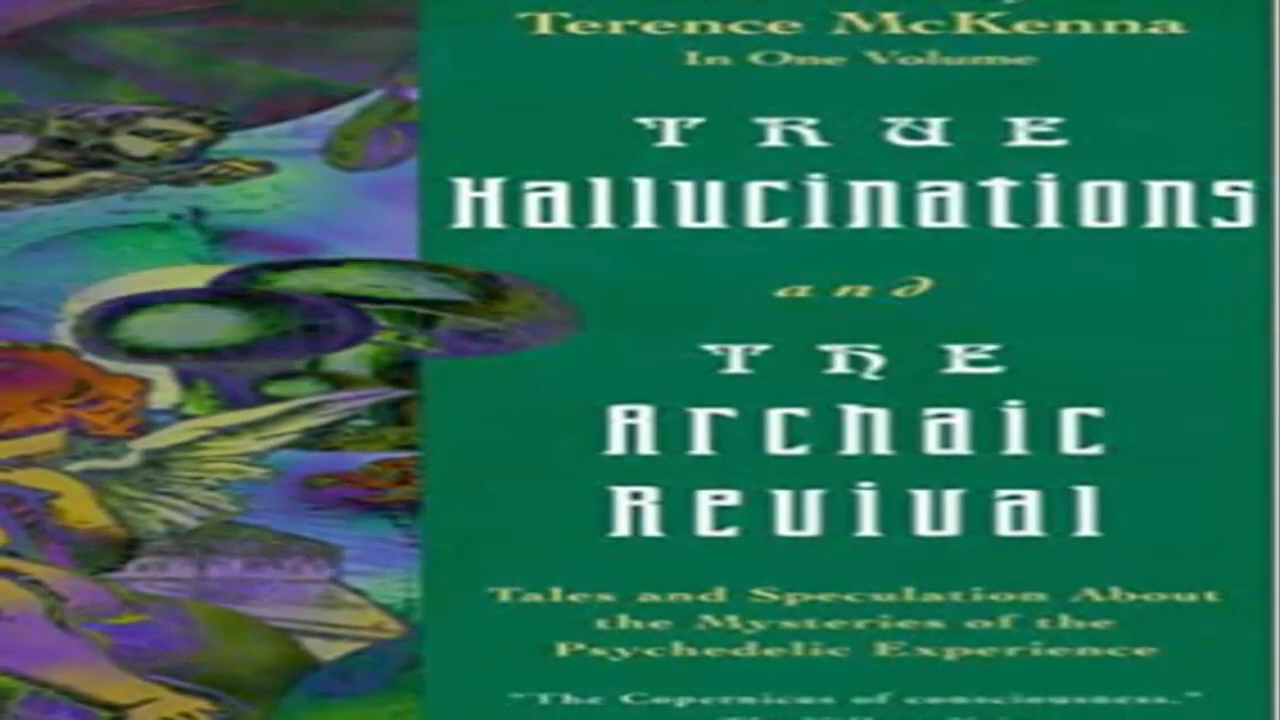 Terence McKenna
In One Volume
TRUE
Hallucinations
and
THE
Archaic
Revival
Tales and Speculation About
the Mysteries of the
Psychedelic Experience
"The Copernicus of consciousness."